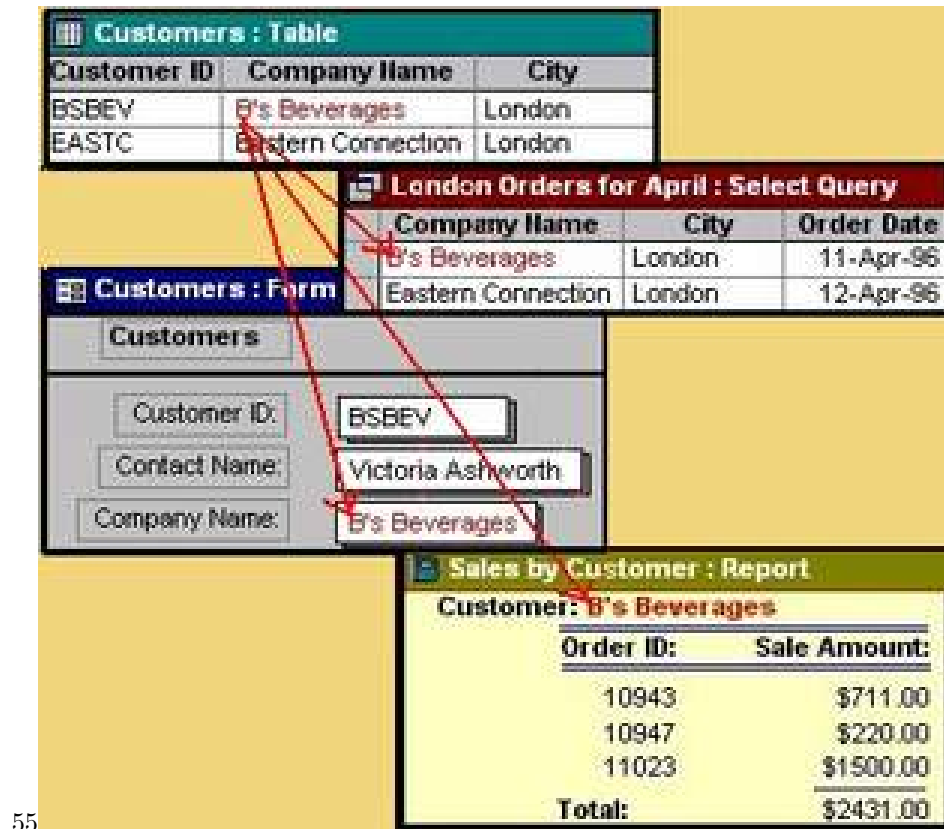 Customers : Table
Customer ID Company Name City
BSBEV B's Beverages London
EASTC Eastern Connection London
London Orders for April : Select Query
Company Name City Order Date
B's Beverages London 11-Apr-96
Eastern Connection London 12-Apr-96
Customers : Form
Customers
Customer ID: BSBEV
Contact Name: Victoria Ashworth
Company Name: B's Beverages
Sales by Customer : Report
Customer: B's Beverages
Order ID: Sale Amount:
10943 $711.00
10947 $220.00
11023 $1500.00
Total: $2431.00
55